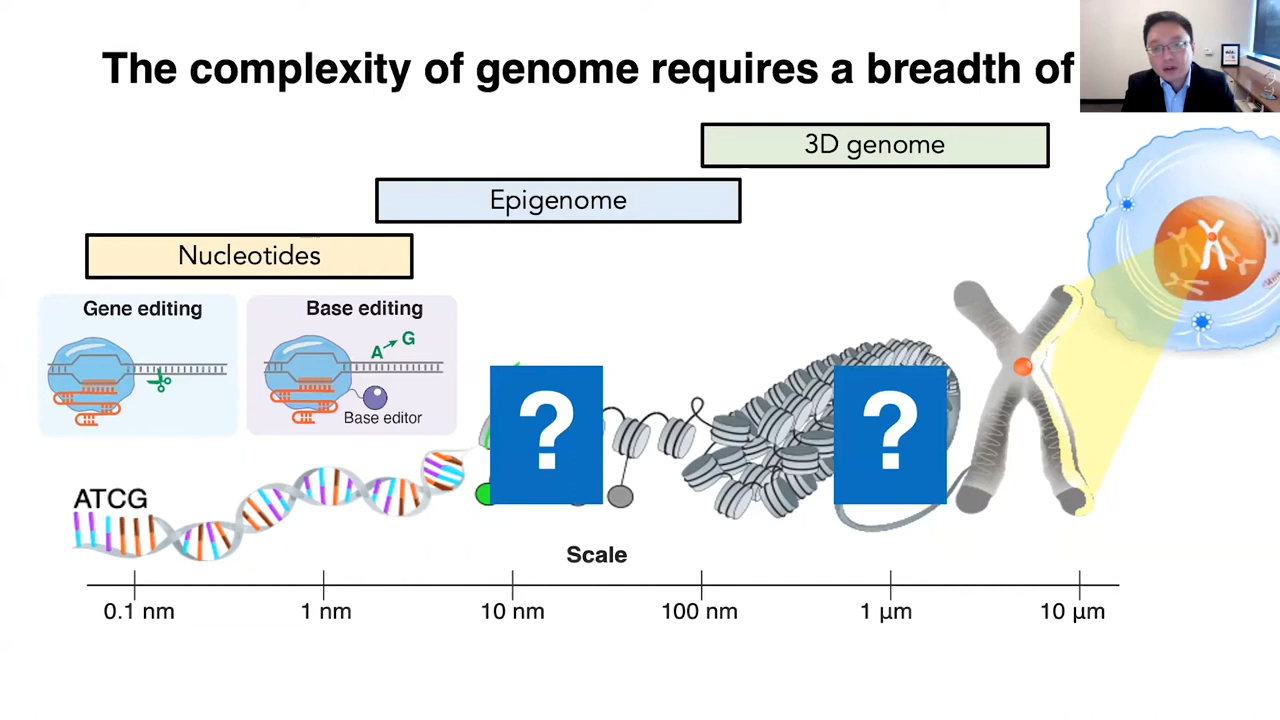 The complexity of genome requires a breadth of
3D genome
Epigenome
Nucleotides
Gene editing
Base editing
A
G
Base editor
?
?
ATCG
Scale
0.1 nm
1 nm
10 nm
100 nm
1 µm
10 µm